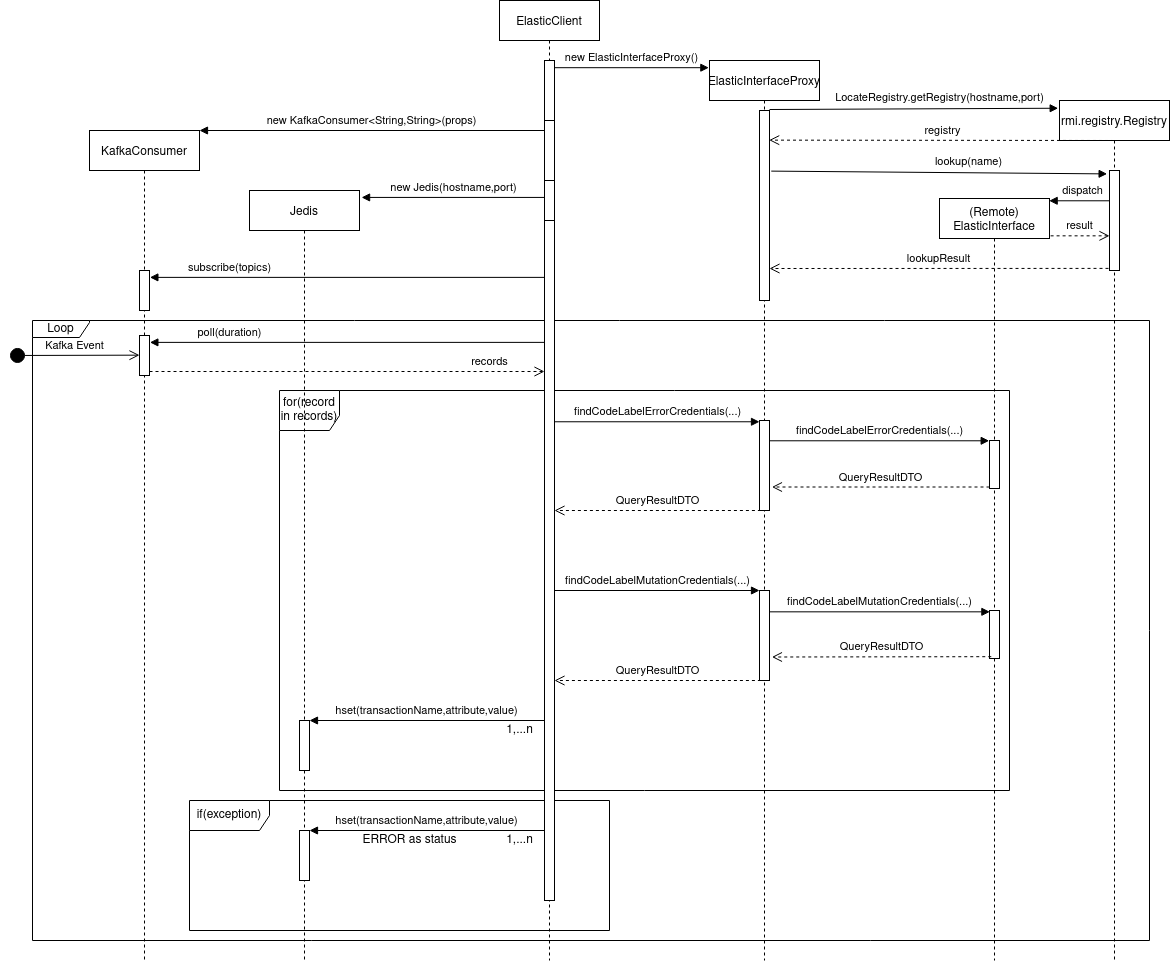 ElasticClient
new ElasticInterfaceProxy()
ElasticInterfaceProxy
LocateRegistry.getRegistry(hostname,port)
rmi.registry.Registry
new KafkaConsumer<String,String>(props)
registry
KafkaConsumer
lookup(name)
new Jedis(hostname,port)
dispatch
Jedis
(Remote)
ElasticInterface
result
lookupResult
subscribe(topics)
Loop
poll(duration)
Kafka Event
records
for(record
in records)
findCodeLabelErrorCredentials(...)
findCodeLabelErrorCredentials(...)
QueryResultDTO
QueryResultDTO
findCodeLabelMutationCredentials(...)
findCodeLabelMutationCredentials(...)
QueryResultDTO
QueryResultDTO
hset(transactionName,attribute,value)
1,...n
if(exception)
hset(transactionName,attribute,value)
ERROR as status
1,...n